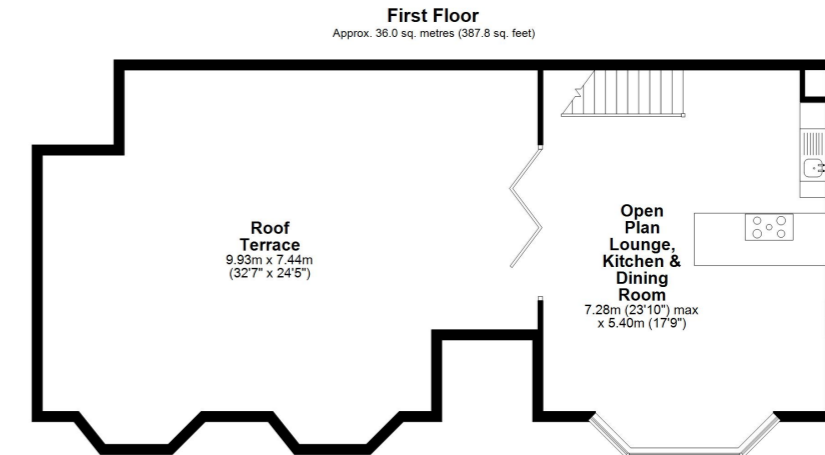 First Floor
Approx. 36.0 sq. metres (387.8 sq. feet)
Roof
Terrace
9.93m x 7.44m
(32'7" x 24'5")
Open
Plan
Lounge,
Kitchen &
Dining
Room
7.28m (23'10") max
x 5.40m (17'9")